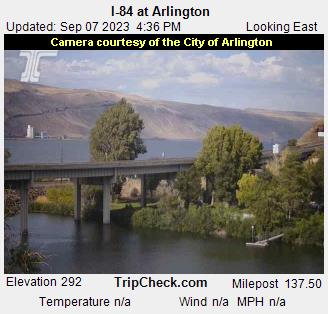 I-84 at Arlington
Updated: Sep 07 2023 4:36 PM Looking East
Camera courtesy of the City of Arlington
Elevation 292 TripCheck.com Milepost 137.50
Temperature n/a Wind n/a MPH n/a